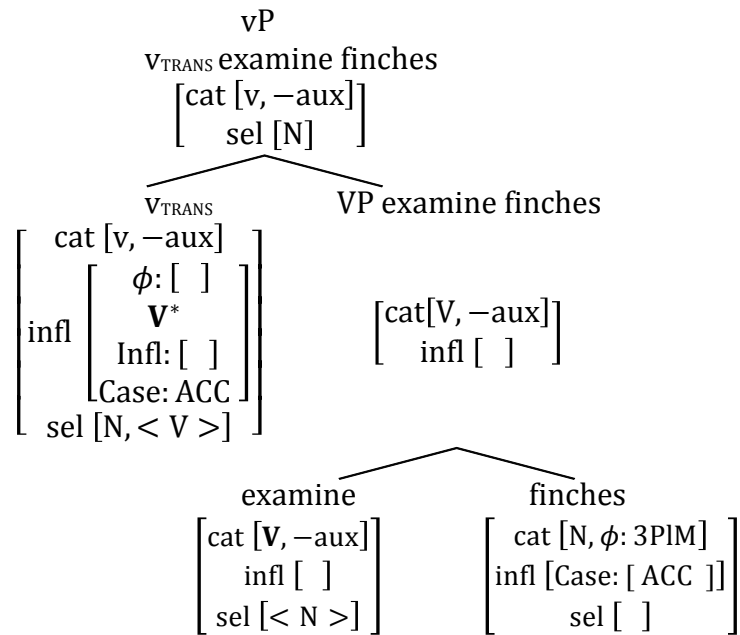 vP
vTRANS examine finches
[cat [v, −aux]
sel [N]]
vTRANS VP examine finches
[cat [v, −aux]
infl [ϕ: [ ]
V*
Infl: [ ]
Case: ACC]
sel [N, < V >]]
[cat[V, −aux]
infl [ ]]
examine finches
[cat [V, −aux]
infl [ ]
sel [< N >]]
[cat [N, ϕ: 3PlM]
infl [Case: [ ACC ]]
sel [ ]]